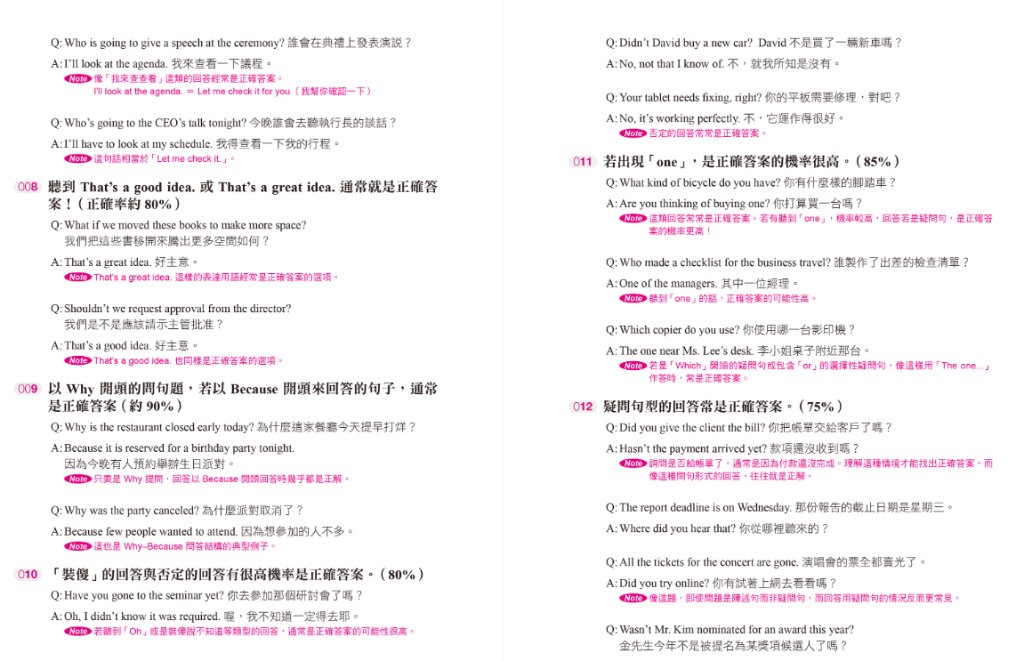 Q: Who is going to give a speech at the ceremony? 誰會在典禮上發表演說？
A: I'll look at the agenda. 我來查看一下議程。
Note 像「我來查查看」這類的回答經常是正確答案。
I'll look at the agenda. ＝ Let me check it for you.（我幫你確認一下）
Q: Who's going to the CEO's talk tonight? 今晚誰會去聽執行長的談話？
A: I'll have to look at my schedule. 我得查看一下我的行程。
Note 這句話相當於「Let me check it.」。
008 聽到 That's a good idea. 或 That's a great idea. 通常就是正確答
案！（正確率約 80%）
Q: What if we moved these books to make more space?
我們把這些書移開來騰出更多空間如何？
A: That's a great idea. 好主意。
Note That's a great idea. 這樣的表達用語經常是正確答案的選項。
Q: Shouldn't we request approval from the director?
我們是不是應該請示主管批准？
A: That's a good idea. 好主意。
Note That's a good idea. 也同樣是正確答案的選項。
009 以 Why 開頭的問句題，若以 Because 開頭來回答的句子，通常
是正確答案（約 90%）
Q: Why is the restaurant closed early today? 為什麼這家餐廳今天提早打烊？
A: Because it is reserved for a birthday party tonight.
因為今晚有人預約舉辦生日派對。
Note 只要是 Why 提問，回答以 Because 開頭回答時幾乎都是正解。
Q: Why was the party canceled? 為什麼派對取消了？
A: Because few people wanted to attend. 因為想參加的人不多。
Note 這也是 Why–Because 問答結構的典型例子。
010 「裝傻」的回答與否定的回答有很高機率是正確答案。（80%）
Q: Have you gone to the seminar yet? 你去參加那個研討會了嗎？
A: Oh, I didn't know it was required. 喔，我不知道一定得去耶。
Note 若聽到「Oh」或是裝傻說不知道等類型的回答，通常是正確答案的可能性很高。
Q: Didn't David buy a new car? David 不是買了一輛新車嗎？
A: No, not that I know of. 不，就我所知是沒有。
Q: Your tablet needs fixing, right? 你的平板需要修理，對吧？
A: No, it's working perfectly. 不，它運作得很好。
Note 否定的回答常常是正確答案。
011 若出現「one」，是正確答案的機率很高。（85%）
Q: What kind of bicycle do you have? 你有什麼樣的腳踏車？
A: Are you thinking of buying one? 你打算買一台嗎？
Note 這類回答常常是正確答案。若有聽到「one」，機率較高，回答若是疑問句，是正確答
案的機率更高！
Q: Who made a checklist for the business travel? 誰製作了出差的檢查清單？
A: One of the managers. 其中一位經理。
Note 聽到「one」的話，正確答案的可能性高。
Q: Which copier do you use? 你使用哪一台影印機？
A: The one near Ms. Lee's desk. 李小姐桌子附近那台。
Note 若是「Which」開頭的疑問句或包含「or」的選擇性疑問句，像這樣用「The one...」
作答時，常是正確答案。
012 疑問句型的回答常是正確答案。（75%）
Q: Did you give the client the bill? 你把帳單交給客戶了嗎？
A: Hasn't the payment arrived yet? 款項還沒收到嗎？
Note 詢問是否給帳單了，通常是因為付款還沒完成。理解這種情境才能找出正確答案，而
像這種問句形式的回答，往往就是正解。
Q: The report deadline is on Wednesday. 那份報告的截止日期是星期三。
A: Where did you hear that? 你從哪裡聽來的？
Q: All the tickets for the concert are gone. 演唱會的票全都賣光了。
A: Did you try online? 你有試著上網去看看嗎？
Note 像這題，即使問題是陳述句而非疑問句，而回答用疑問句的情況反而更常見。
Q: Wasn't Mr. Kim nominated for an award this year?
金先生今年不是被提名為某獎項候選人了嗎？